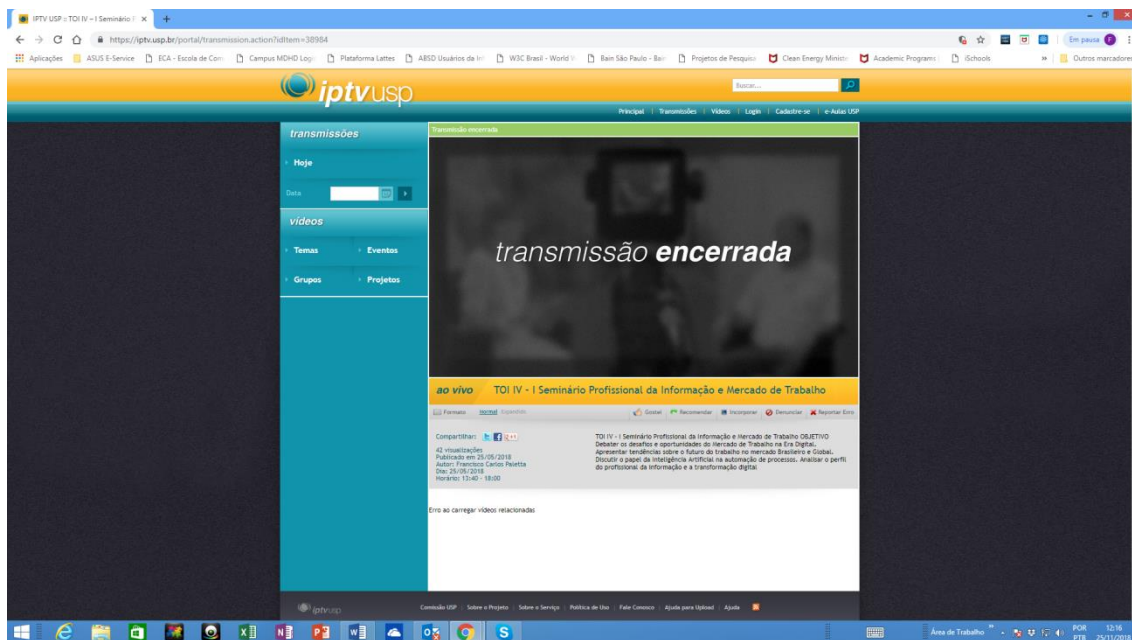 IPTV USP :: TOI IV – I Seminário P
https://iptv.usp.br/portal/transmission.action?idItem=38984
Em pausa
Aplicações
ASUS E-Service
ECA - Escola de Com
Campus MDHD Log
Plataforma Lattes
ABSD Usuários da In
W3C Brasil - World
Bain São Paulo - Bai
Projetos de Pesquisa
Clean Energy Minist
Academic Programs
iSchools
Outros marcadores
iptvusp
Buscar...
Principal | Transmissões | Vídeos | Login | Cadastre-se | e-Aulas USP
transmissões
Hoje
Data
vídeos
Temas
Eventos
Grupos
Projetos
Transmissão encerrada
transmissão encerrada
ao vivo TOI IV - I Seminário Profissional da Informação e Mercado de Trabalho
Formato normal Expandido
Gostei Recomendar Incorporar Denunciar Reportar Erro
Compartilhar:
42 visualizações
Publicado em 25/05/2018
Autor: Francisco Carlos Paletta
Dia: 25/05/2018
Horário: 13:40 - 18:00
TOI IV - I Seminário Profissional da Informação e Mercado de Trabalho OBJETIVO
Debater os desafios e oportunidades do Mercado de Trabalho na Era Digital.
Apresentar tendências sobre o futuro do trabalho no mercado Brasileiro e Global.
Discutir o papel da Inteligência Artificial na automação de processos. Analisar o perfil
do profissional da informação e a transformação digital
Erro ao carregar vídeos relacionados
iptvusp
Comissão USP | Sobre o Projeto | Sobre o Serviço | Política de Uso | Fale Conosco | Ajuda para Upload | Ajuda
Área de Trabalho
POR
PTB
12:16
25/11/2018